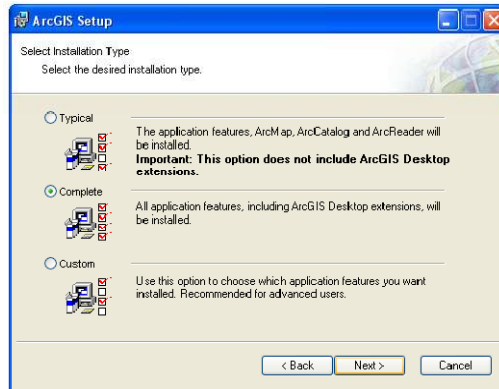 ArcGIS Setup
Select Installation Type
Select the desired installation type.
Typical
The application features, ArcMap, ArcCatalog and ArcReader will
be installed.
Important: This option does not include ArcGIS Desktop
extensions.
Complete
All application features, including ArcGIS Desktop extensions, will
be installed.
Custom
Use this option to choose which application features you want
installed. Recommended for advanced users.
< Back
Next >
Cancel